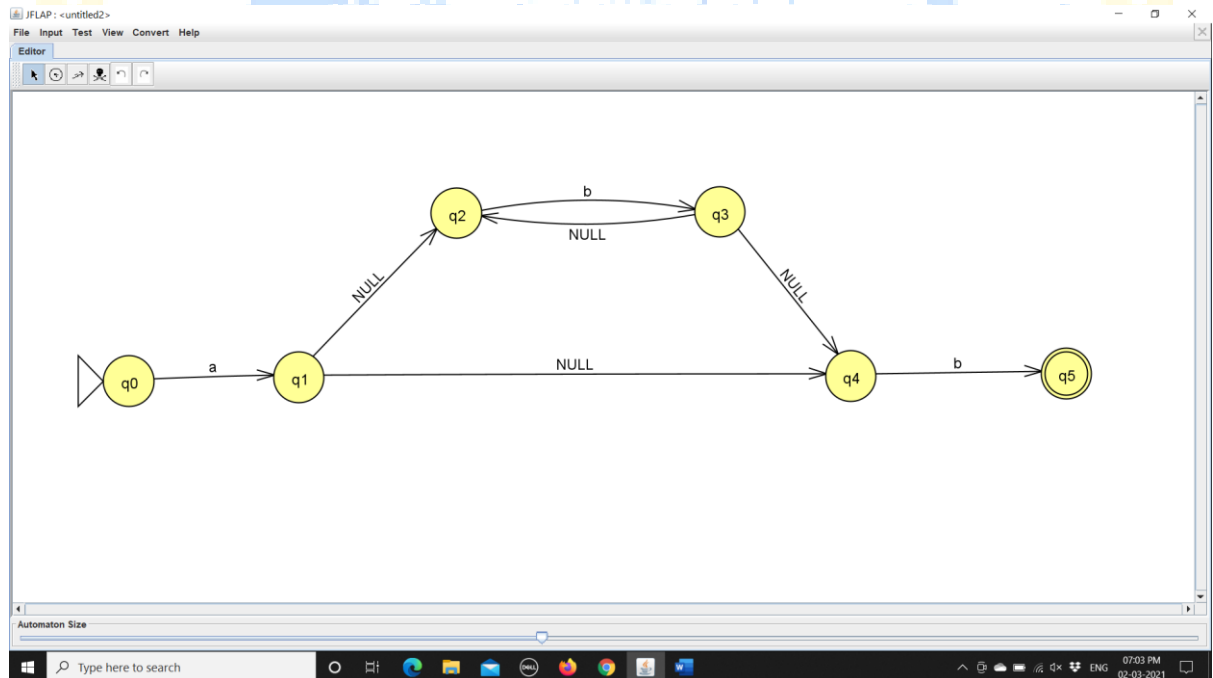 JFLAP : <untitled2>
File Input Test View Convert Help
Editor
b
q2
q3
NULL
NULL
NULL
a
NULL
b
q0
q1
q4
q5
Automaton Size
Type here to search
DELL
W
ENG
07:03 PM
02-03-2021